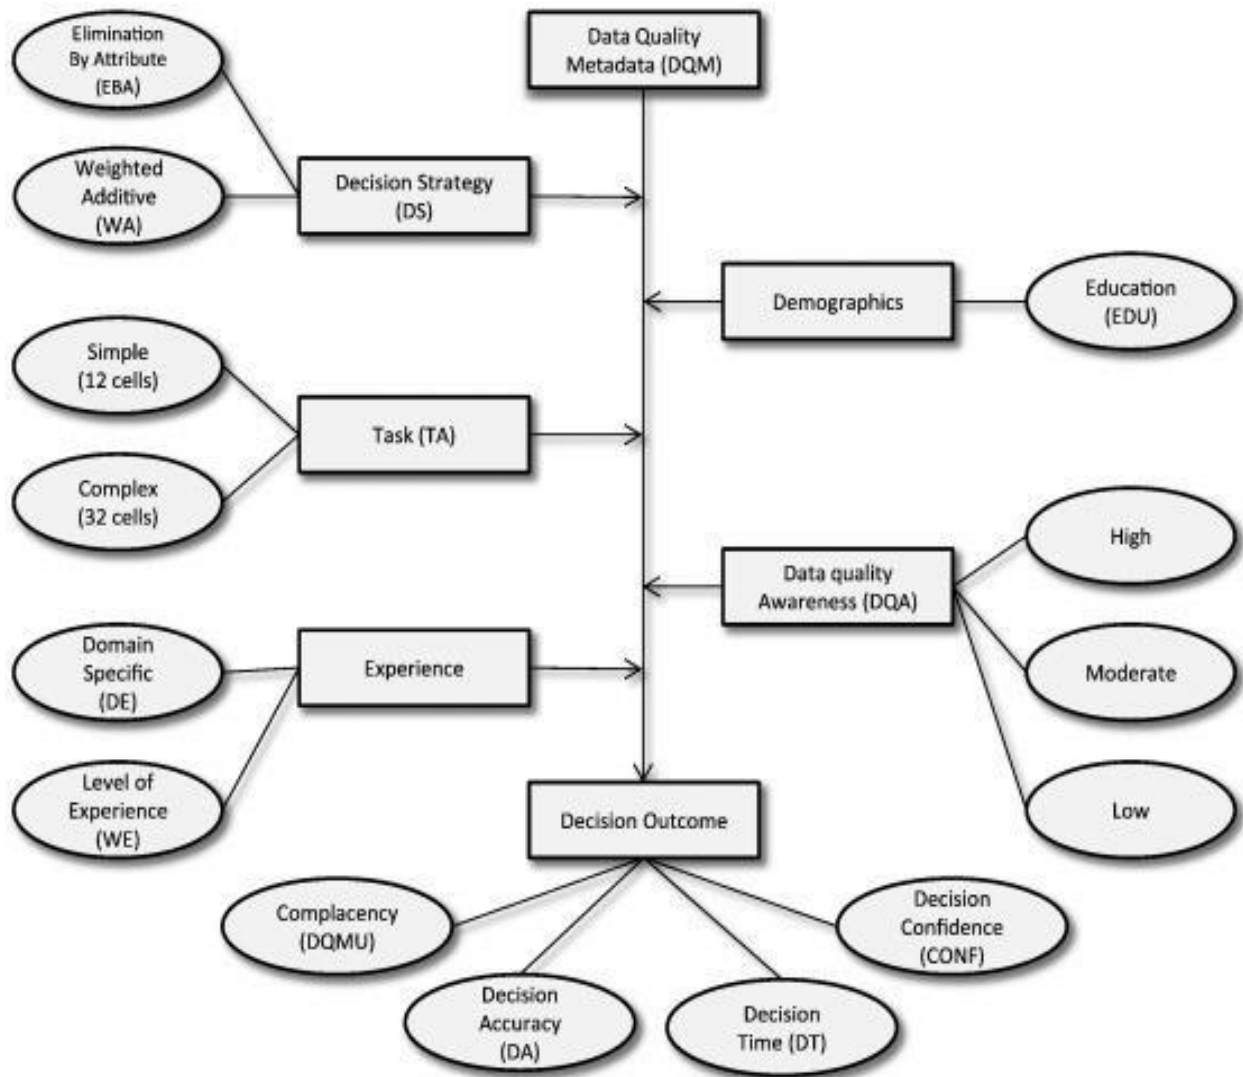 Elimination
By Attribute
(EBA)
Data Quality
Metadata (DQM)
Weighted
Additive
(WA)
Decision Strategy
(DS)
Demographics
Education
(EDU)
Simple
(12 cells)
Task (TA)
Complex
(32 cells)
High
Data quality
Awareness (DQA)
Domain
Specific
(DE)
Experience
Moderate
Level of
Experience
(WE)
Decision Outcome
Low
Complacency
(DQMU)
Decision
Confidence
(CONF)
Decision
Accuracy
(DA)
Decision
Time (DT)